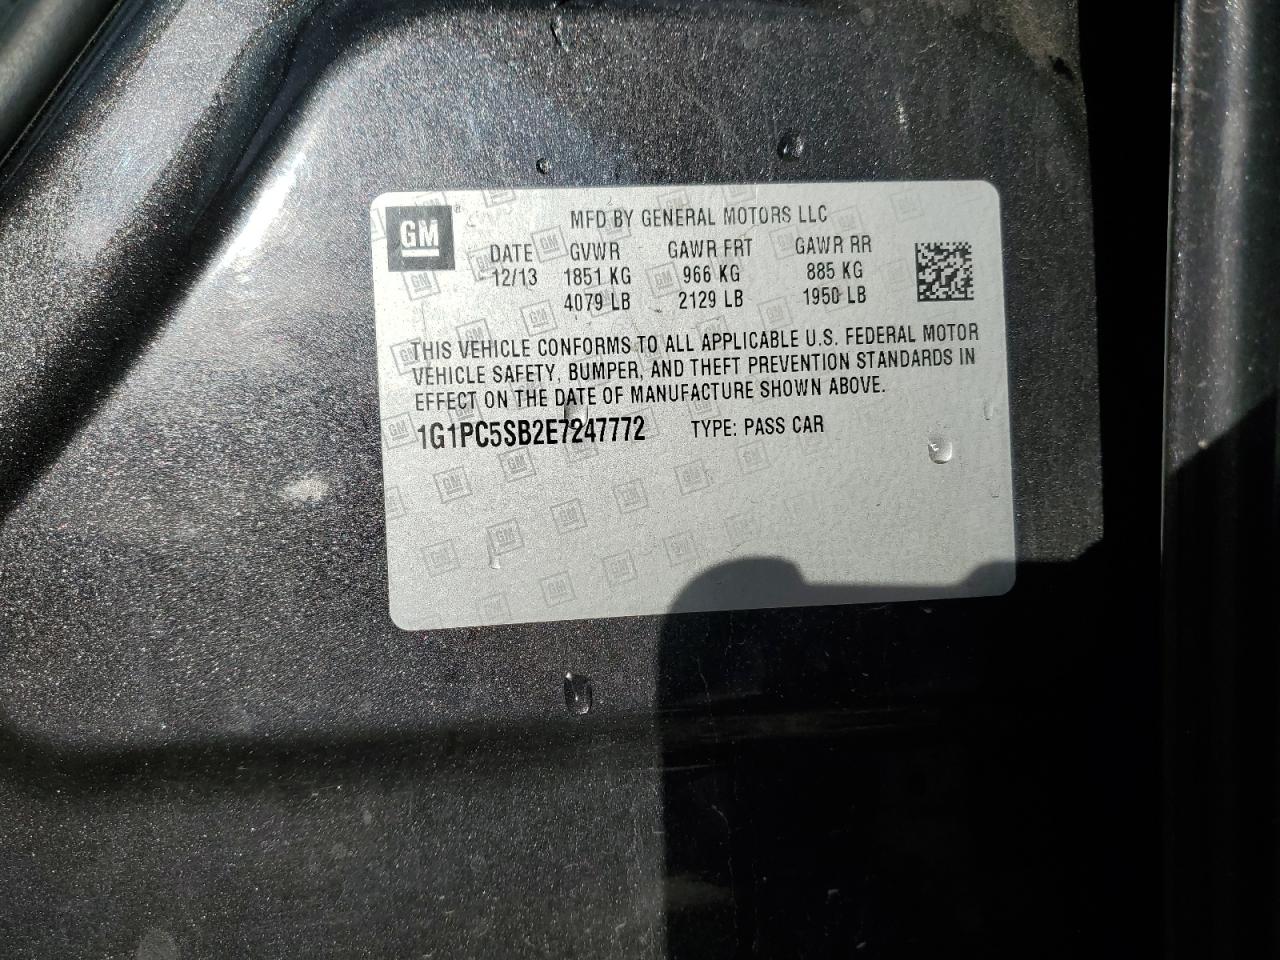 GM
MFD BY GENERAL MOTORS LLC
DATE GVWR GAWR FRT GAWR RR
12/13 1851 KG 966 KG 885 KG
4079 LB 2129 LB 1950 LB
THIS VEHICLE CONFORMS TO ALL APPLICABLE U.S. FEDERAL MOTOR
VEHICLE SAFETY, BUMPER, AND THEFT PREVENTION STANDARDS IN
EFFECT ON THE DATE OF MANUFACTURE SHOWN ABOVE.
1G1PC5SB2E7247772 TYPE: PASS CAR